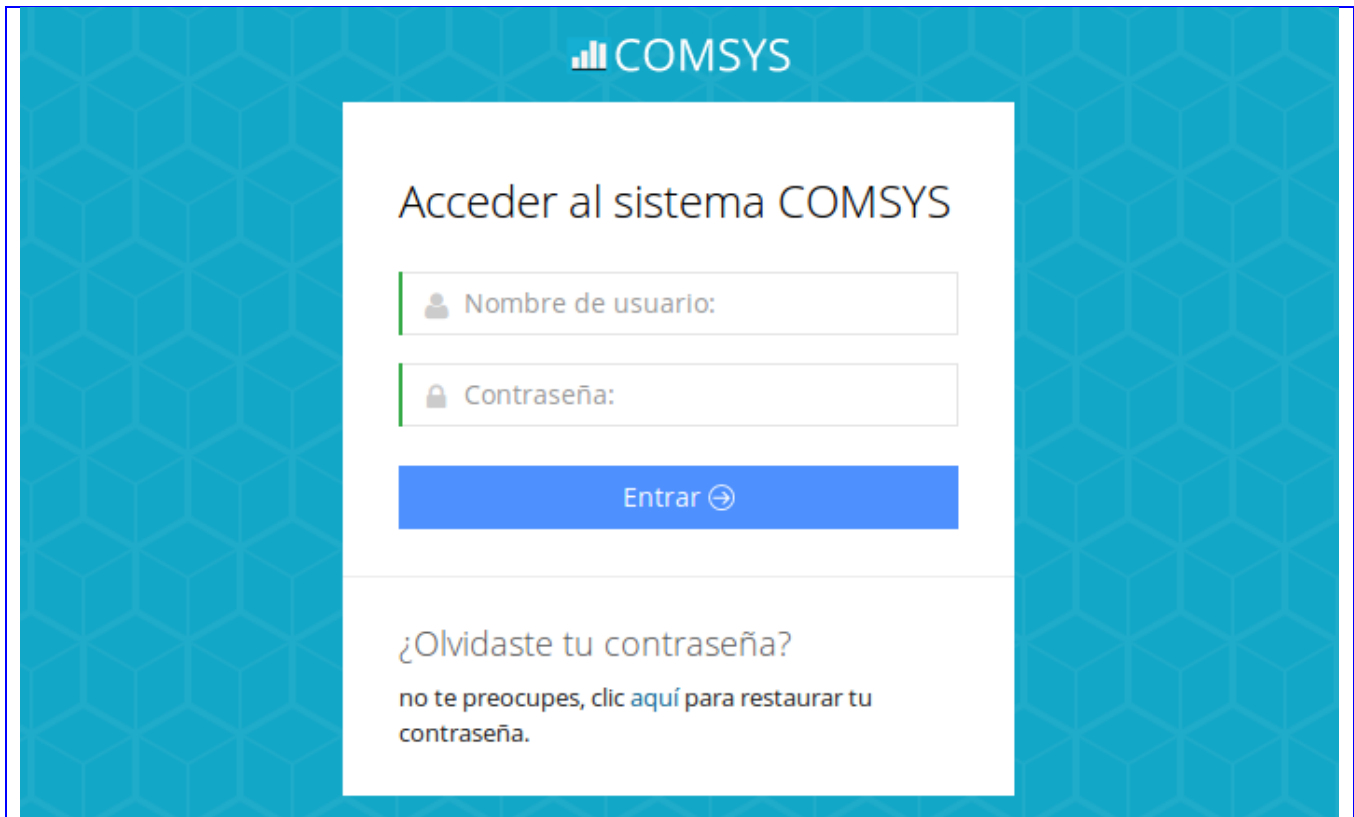 COMSYS
Acceder al sistema COMSYS
Nombre de usuario:
Contraseña:
Entrar
¿Olvidaste tu contraseña?
no te preocupes, clic aquí para restaurar tu
contraseña.